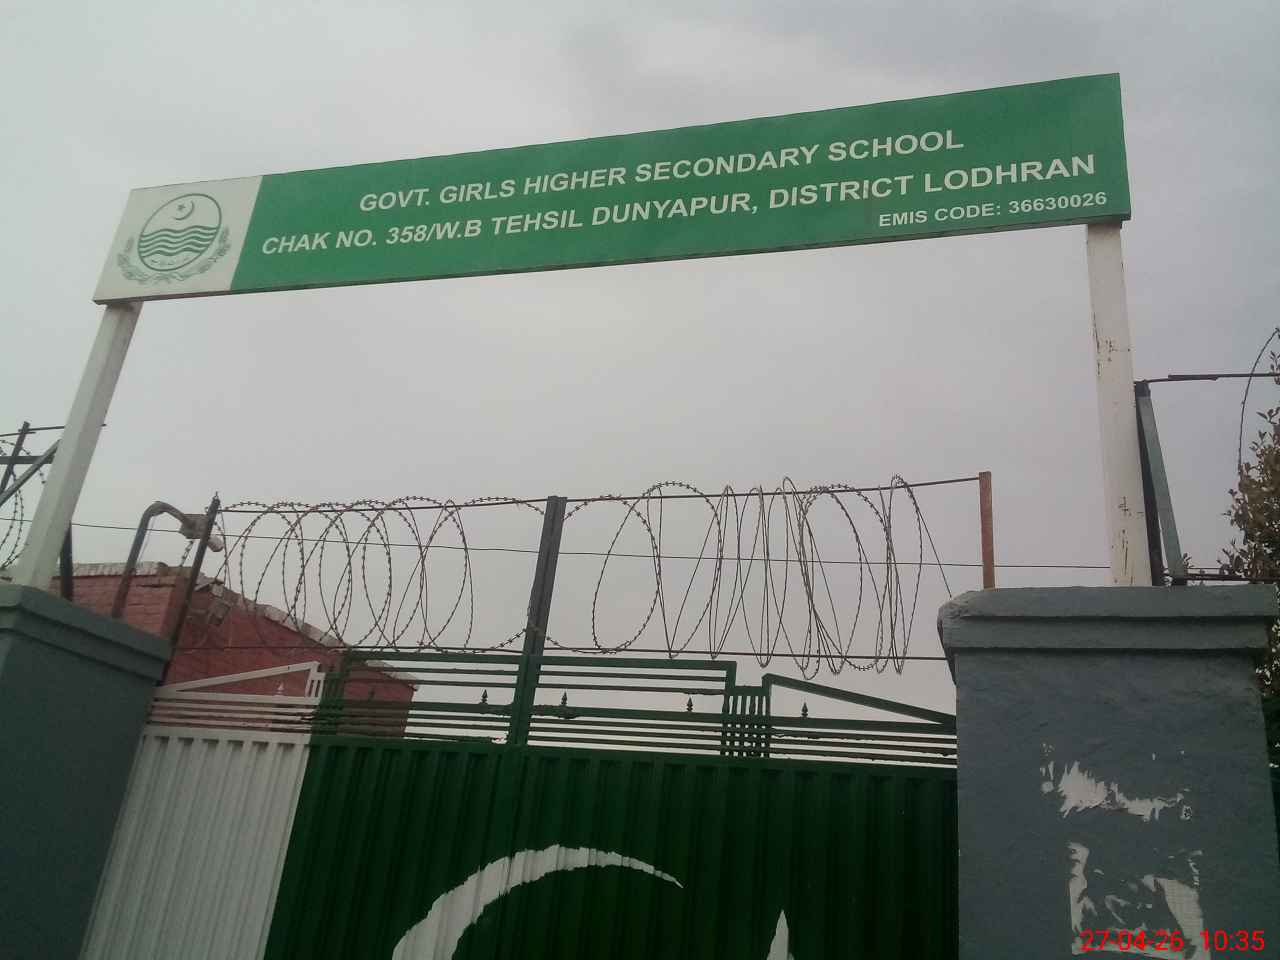 GOVT. GIRLS HIGHER SECONDARY SCHOOL
CHAK NO. 358/W.B TEHSIL DUNYAPUR, DISTRICT LODHRAN
EMIS CODE: 36630026
27-04-26 10:35